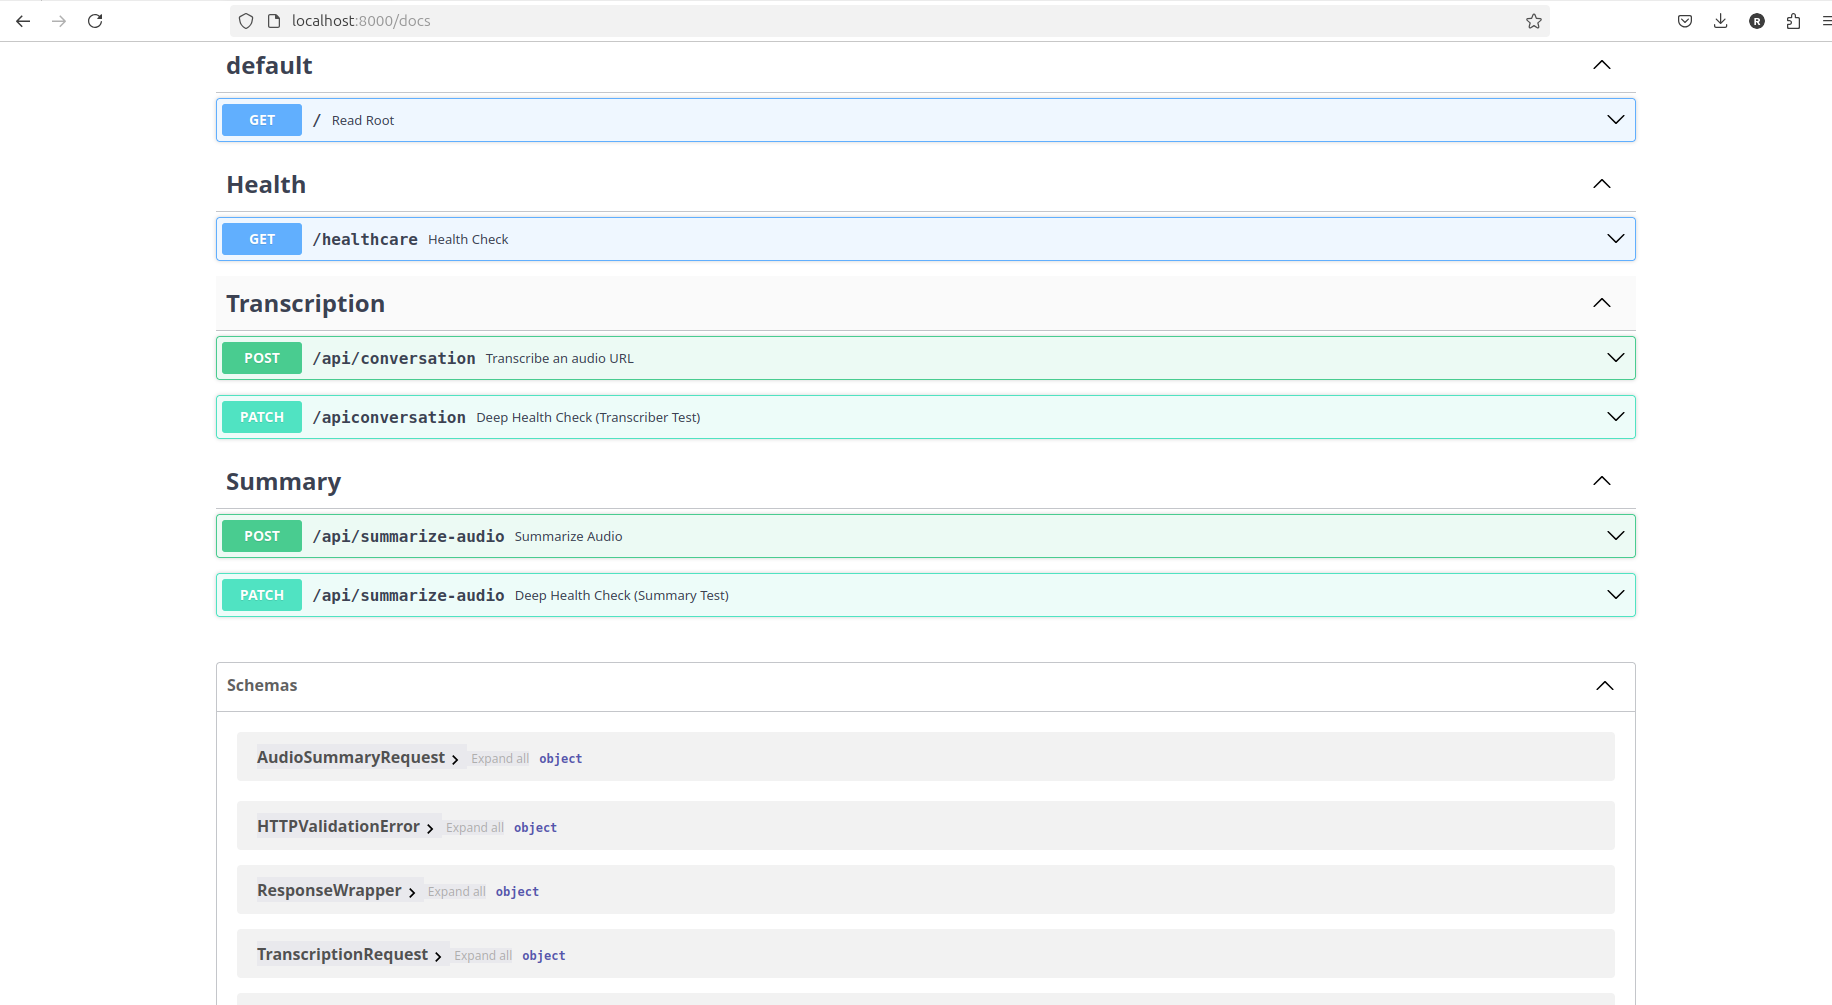 localhost:8000/docs
default
GET / Read Root
Health
GET /healthcare Health Check
Transcription
POST /api/conversation Transcribe an audio URL
PATCH /apiconversation Deep Health Check (Transcriber Test)
Summary
POST /api/summarize-audio Summarize Audio
PATCH /api/summarize-audio Deep Health Check (Summary Test)
Schemas
AudioSummaryRequest Expand all object
HTTPValidationError Expand all object
ResponseWrapper Expand all object
TranscriptionRequest Expand all object